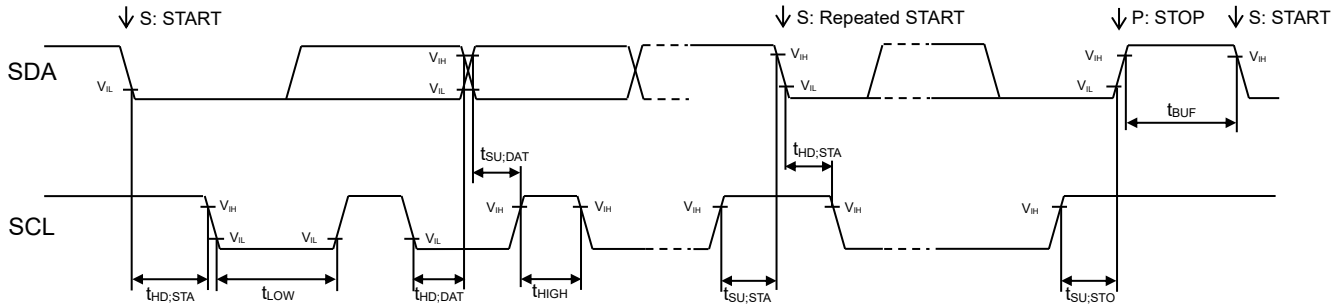 S: START
S: Repeated START
P: STOP
S: START
SDA
VIL
VIH
VIL
VIH
VIL
VIH
VIL
VIH
tBUF
tSU;DAT
tHD;STA
SCL
VIH
VIL
VIL
VIL
VIH
VIH
VIH
VIH
VIH
tHD;STA
tLOW
tHD;DAT
tHIGH
tSU;STA
tSU;STO